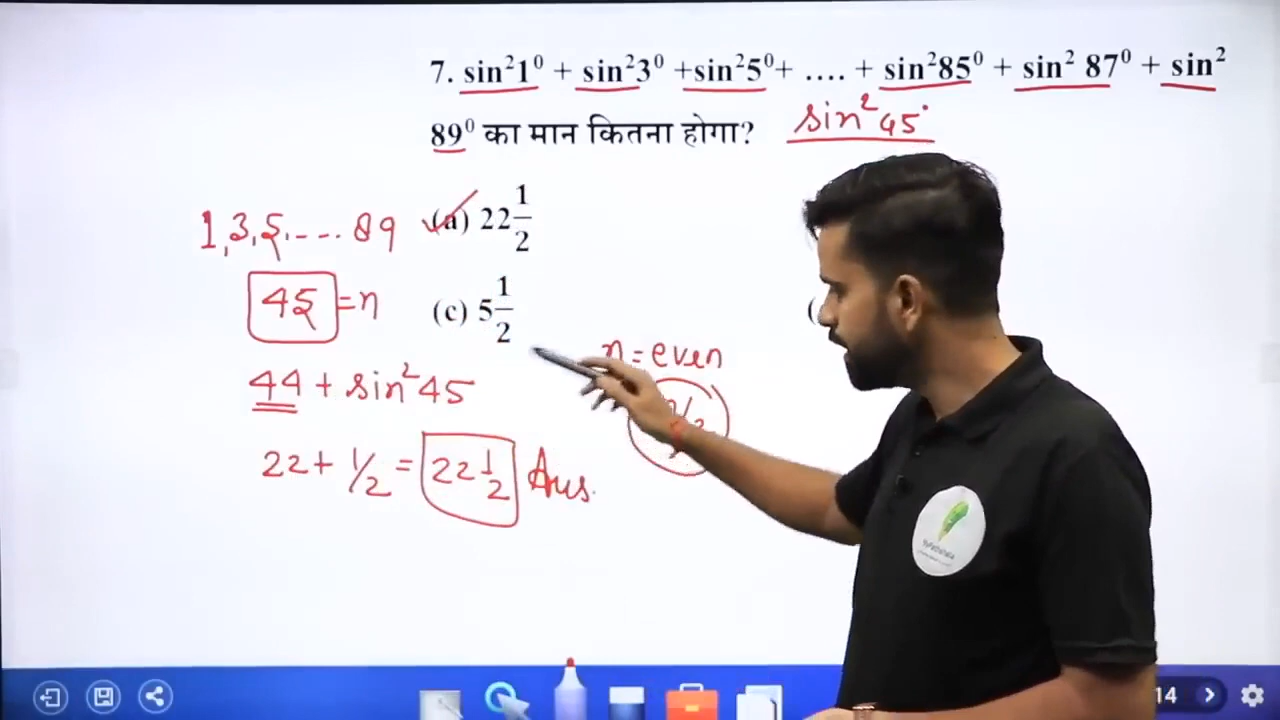 7. sin²1⁰ + sin²3⁰ +sin²5⁰+ .... + sin²85⁰ + sin² 87⁰ + sin²
89⁰ का मान कितना होगा? sin²45°
1,3,5,--- 89
(a) 22 1/2
45 = n
(c) 5 1/2
(
n = even
44 + sin²45
22 + 1/2 = 22 1/2 Ans.
14